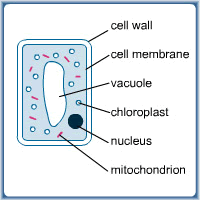 cell wall
cell membrane
vacuole
chloroplast
nucleus
mitochondrion